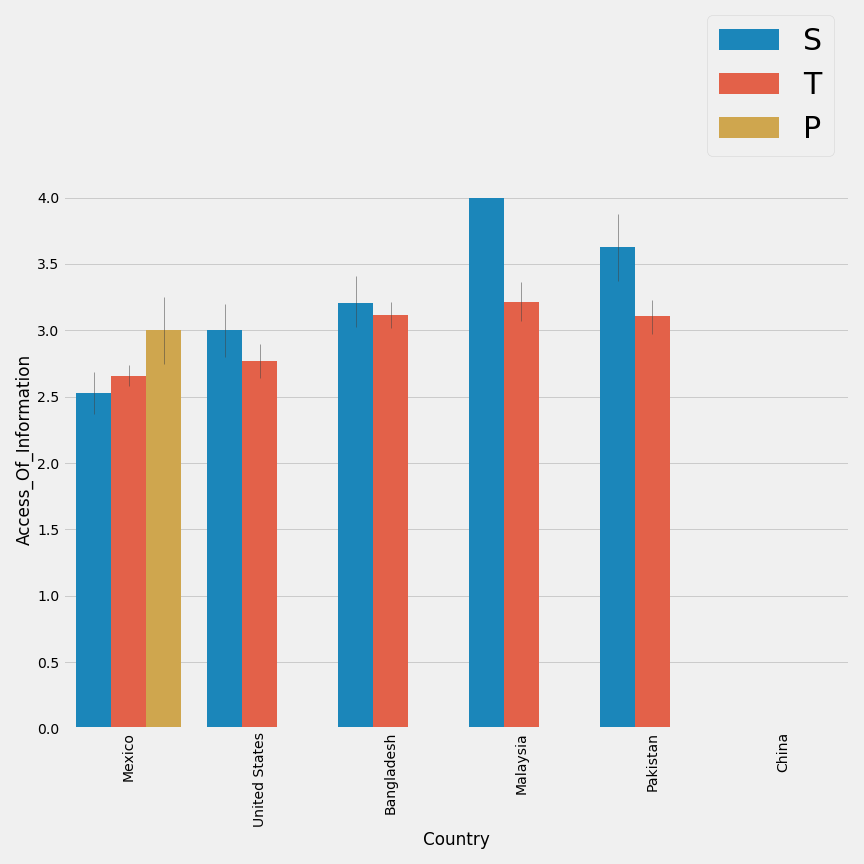 S
T
P
4.0
3.5
3.0
2.5
2.0
1.5
1.0
0.5
0.0
Access_Of_Information
Mexico
United States
Bangladesh
Malaysia
Pakistan
China
Country